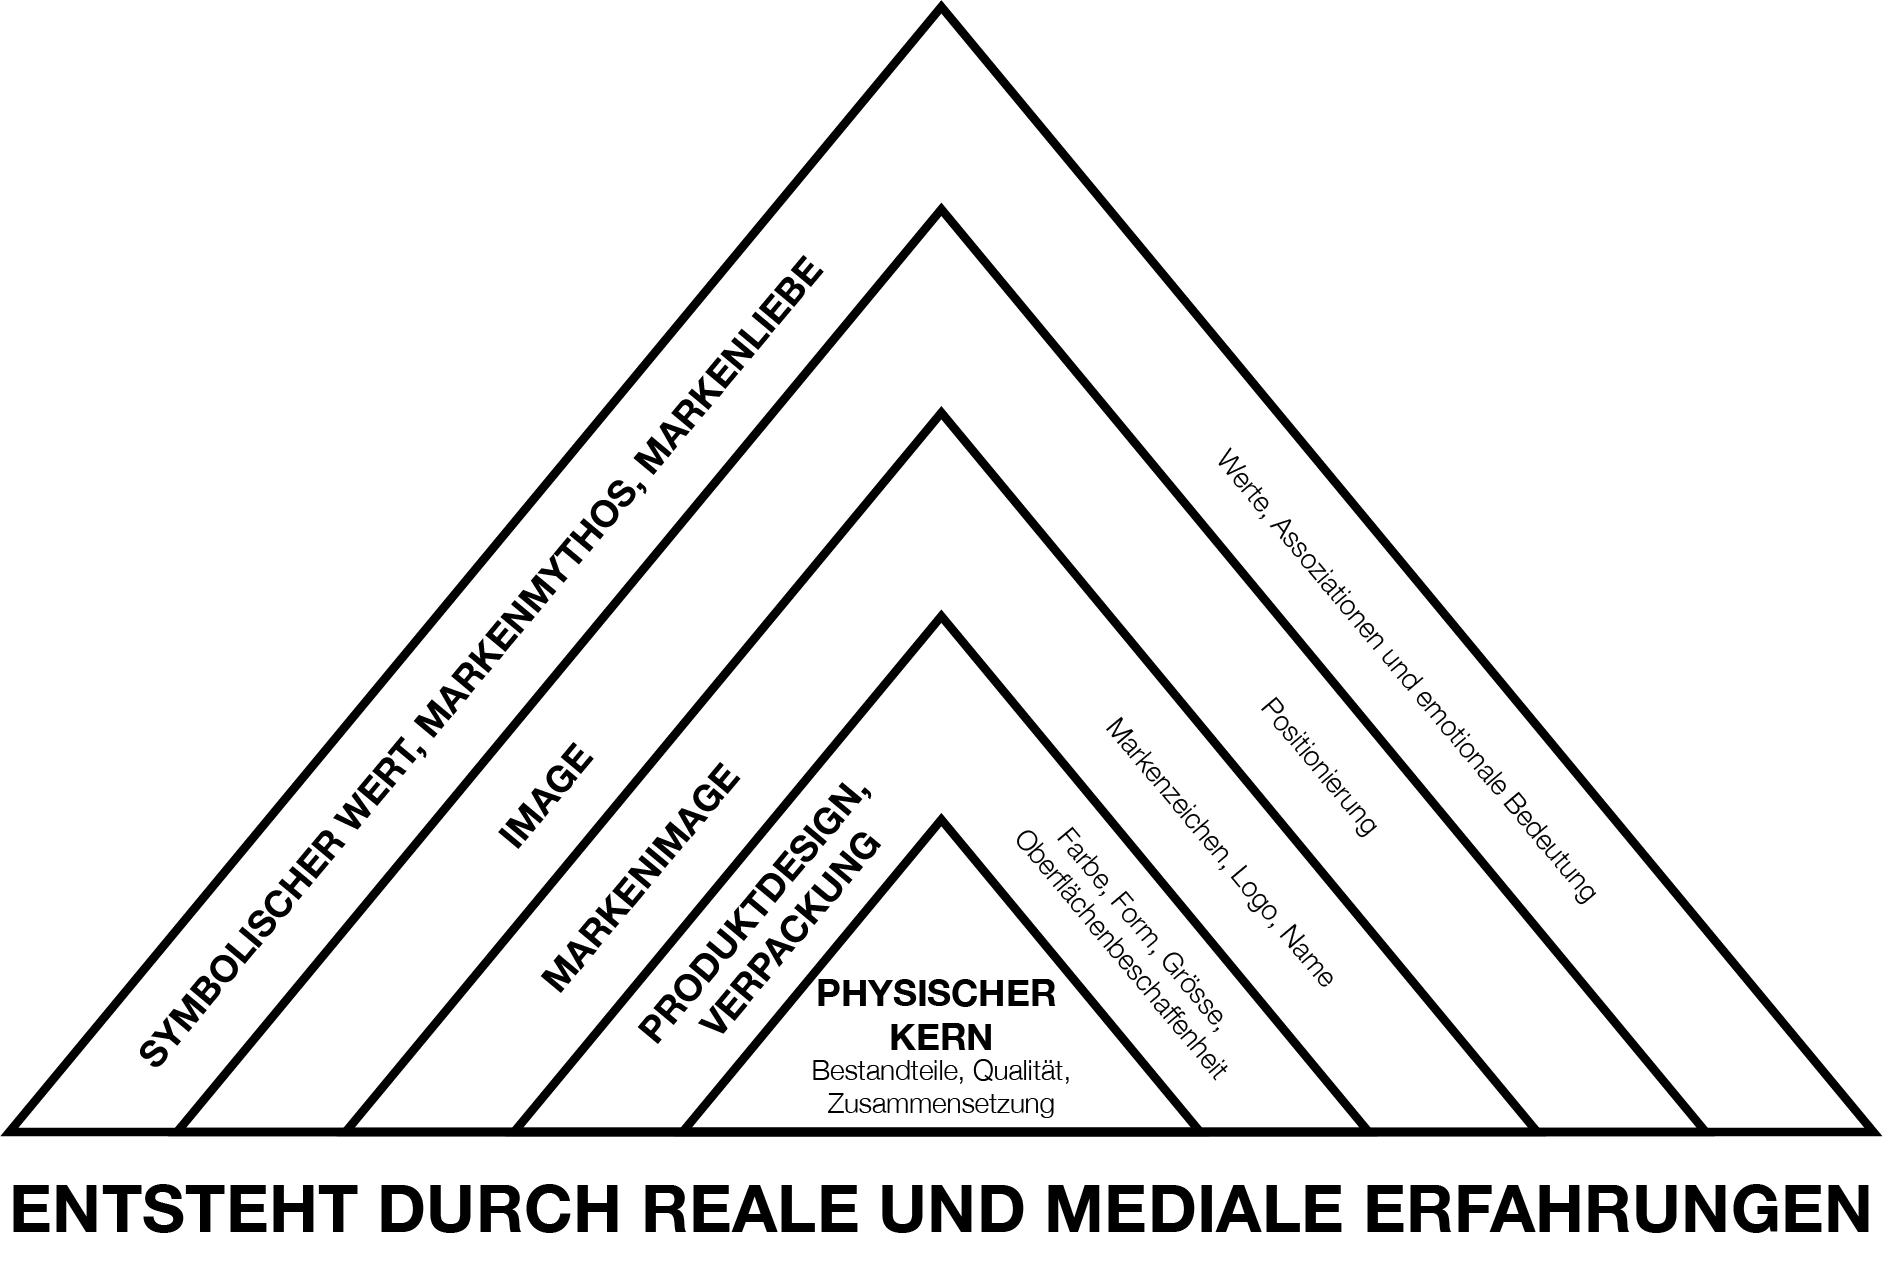 SYMBOLISCHER WERT, MARKENMYTHOS, MARKENLIEBE
Werte, Assoziationen und emotionale Bedeutung
IMAGE
Positionierung
MARKENIMAGE
Markenzeichen, Logo, Name
PRODUKTDESIGN,
VERPACKUNG
Farbe, Form, Grösse,
Oberflächenbeschaffenheit
PHYSISCHER
KERN
Bestandteile, Qualität,
Zusammensetzung
ENTSTEHT DURCH REALE UND MEDIALE ERFAHRUNGEN